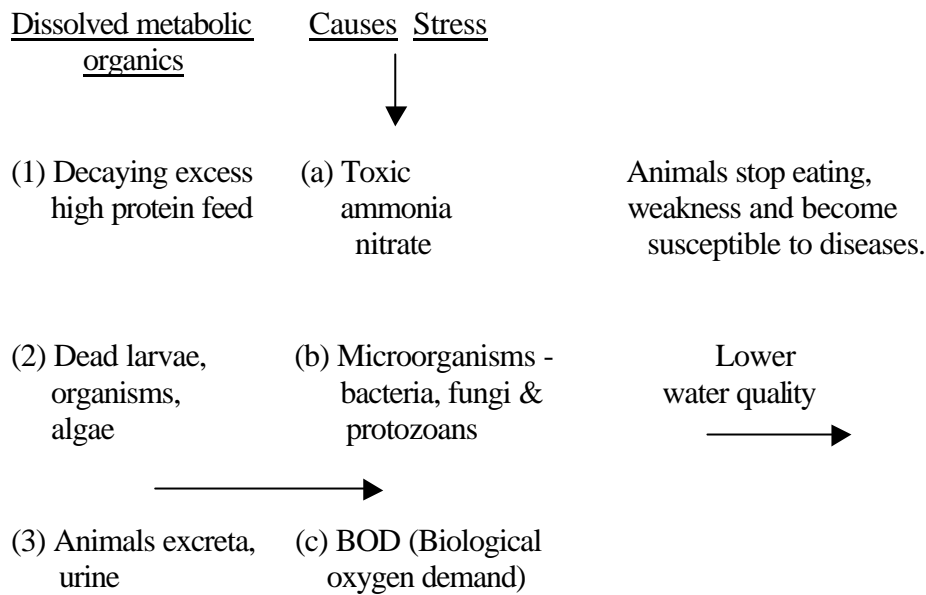 Dissolved metabolic
organics
Causes Stress
(1) Decaying excess
high protein feed
(a) Toxic
ammonia
nitrate
Animals stop eating,
weakness and become
susceptible to diseases.
(2) Dead larvae,
organisms,
algae
(b) Microorganisms -
bacteria, fungi &
protozoans
Lower
water quality
(3) Animals excreta,
urine
(c) BOD (Biological
oxygen demand)